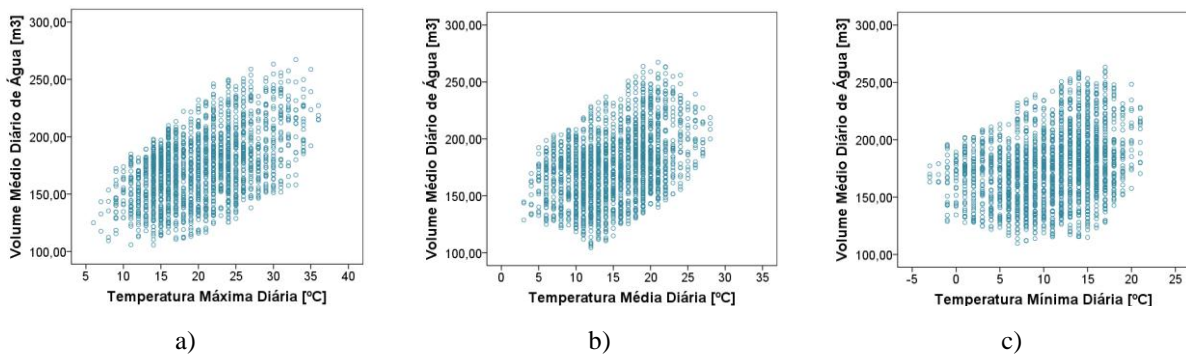 300,00
250,00
200,00
150,00
100,00
Volume Médio Diário de Água [m3]
5 10 15 20 25 30 35 40
Temperatura Máxima Diária [ºC]
a)
300,00
250,00
200,00
150,00
100,00
Volume Médio Diário de Água [m3]
0 5 10 15 20 25 30 35
Temperatura Média Diária [ºC]
b)
300,00
250,00
200,00
150,00
100,00
Volume Médio Diário de Água [m3]
-5 0 5 10 15 20 25
Temperatura Mínima Diária [ºC]
c)